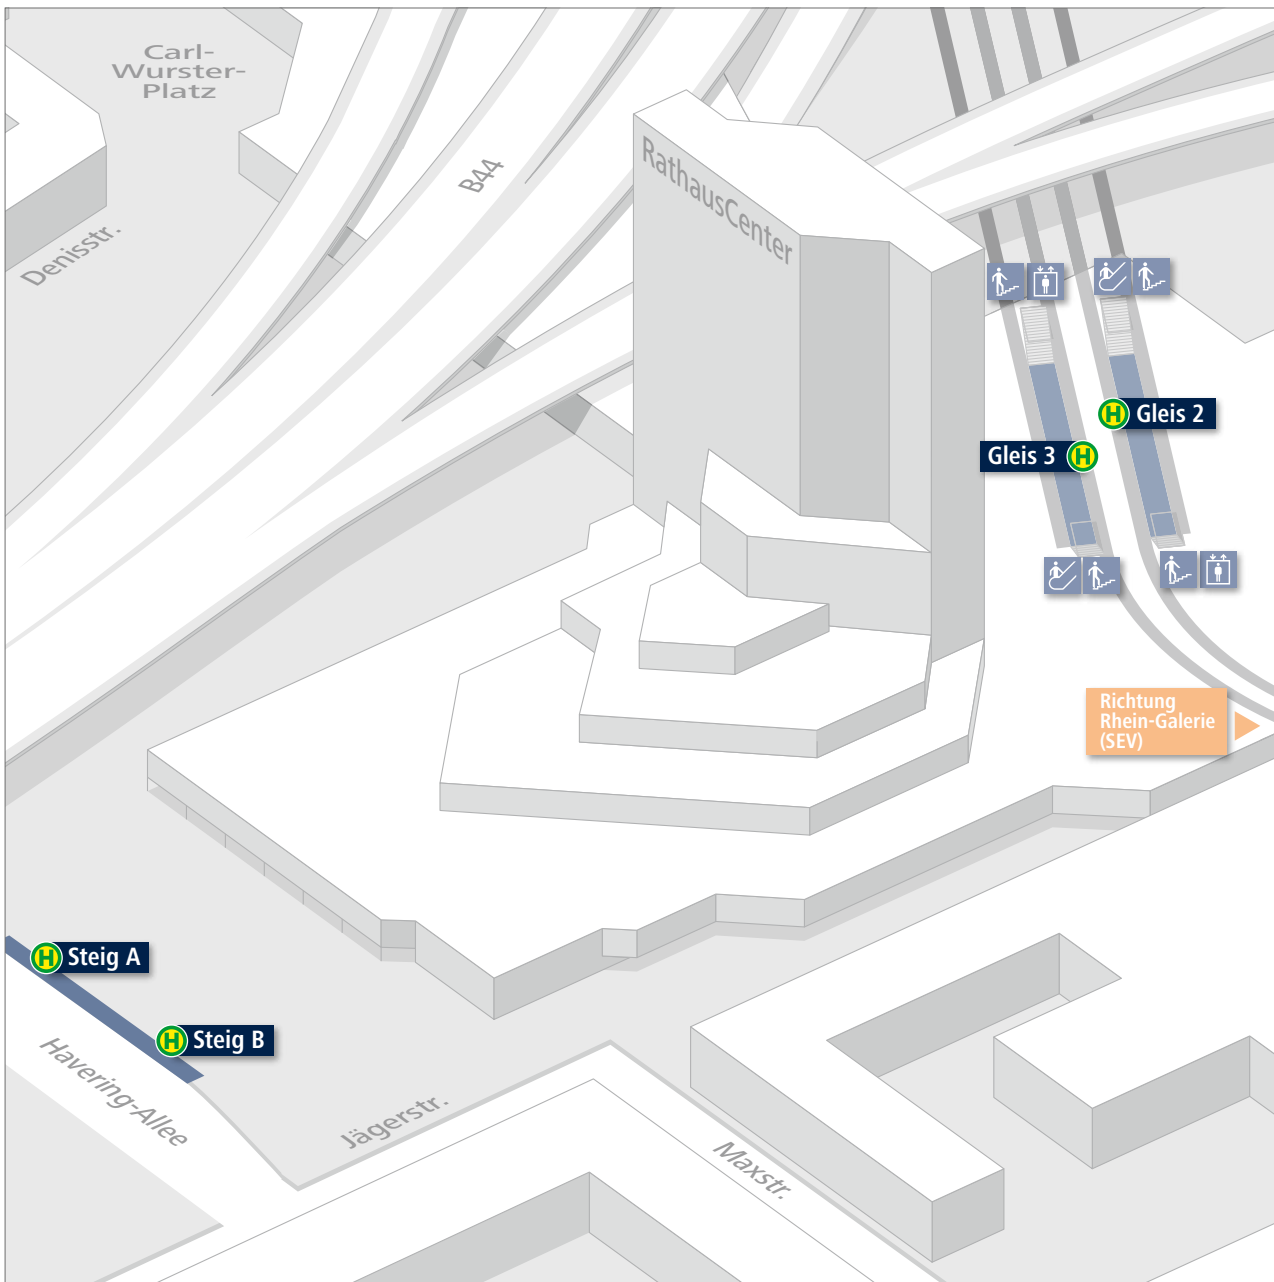 Carl-
Wurster-
Platz
B44
RathausCenter
Denisstr.
H Gleis 2
Gleis 3 H
Richtung
Rhein-Galerie
(SEV)
H Steig A
H Steig B
Havering-Allee
Jägerstr.
Maxstr.